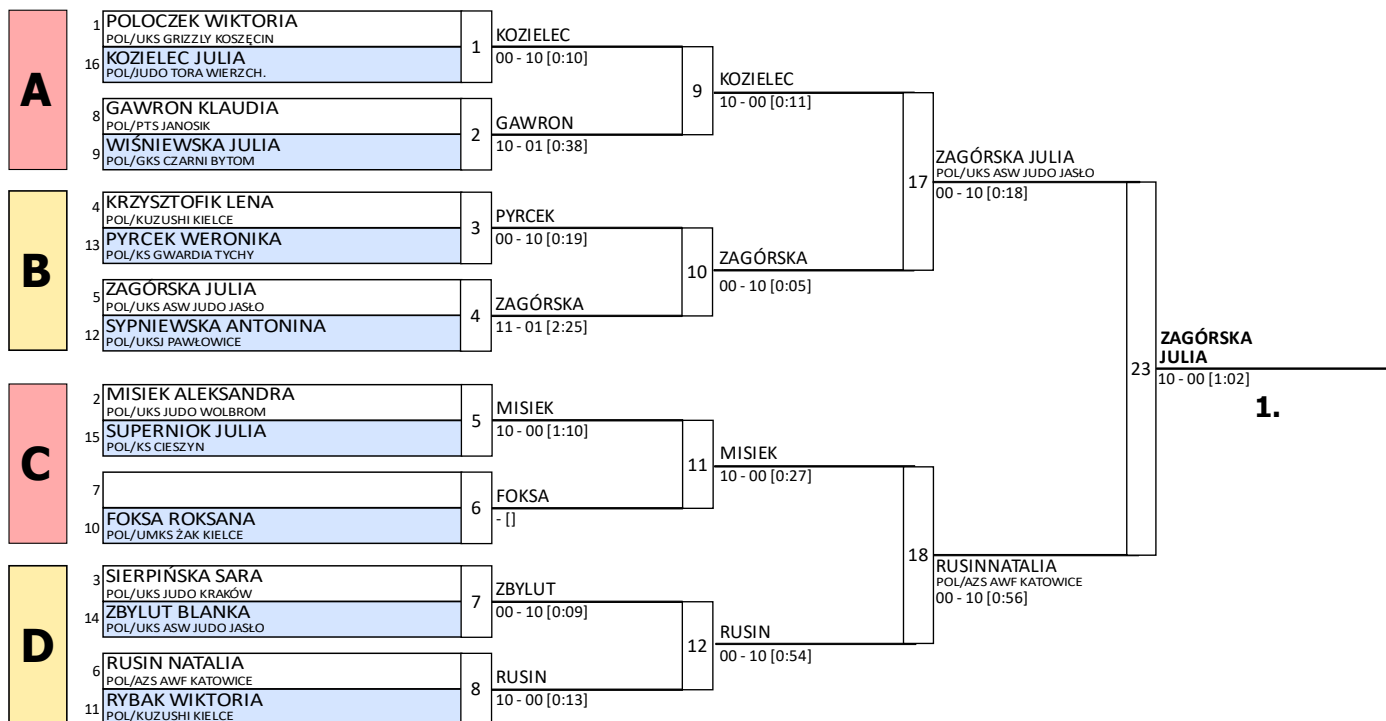 A
1 POLOCZEK WIKTORIA
POL/UKS GRIZZLY KOSZĘCIN
16 KOZIELEC JULIA
POL/JUDO TORA WIERZCH.
1
KOZIELEC
00 - 10 [0:10]
8 GAWRON KLAUDIA
POL/PTS JANOSIK
9 WIŚNIEWSKA JULIA
POL/GKS CZARNI BYTOM
2
GAWRON
10 - 01 [0:38]
9
KOZIELEC
10 - 00 [0:11]
B
4 KRZYSZTOFIK LENA
POL/KUZUSHI KIELCE
13 PYRCEK WERONIKA
POL/KS GWARDIA TYCHY
3
PYRCEK
00 - 10 [0:19]
5 ZAGÓRSKA JULIA
POL/UKS ASW JUDO JASŁO
12 SYPNIEWSKA ANTONINA
POL/UKSJ PAWŁOWICE
4
ZAGÓRSKA
11 - 01 [2:25]
10
ZAGÓRSKA
00 - 10 [0:05]
17
ZAGÓRSKA JULIA
POL/UKS ASW JUDO JASŁO
00 - 10 [0:18]
C
2 MISIEK ALEKSANDRA
POL/UKS JUDO WOLBROM
15 SUPERNIOK JULIA
POL/KS CIESZYN
5
MISIEK
10 - 00 [1:10]
7
10 FOKSA ROKSANA
POL/UMKS ŻAK KIELCE
6
FOKSA
- []
11
MISIEK
10 - 00 [0:27]
D
3 SIERPIŃSKA SARA
POL/UKS JUDO KRAKÓW
14 ZBYLUT BLANKA
POL/UKS ASW JUDO JASŁO
7
ZBYLUT
00 - 10 [0:09]
6 RUSIN NATALIA
POL/AZS AWF KATOWICE
11 RYBAK WIKTORIA
POL/KUZUSHI KIELCE
8
RUSIN
10 - 00 [0:13]
12
RUSIN
00 - 10 [0:54]
18
RUSINNATALIA
POL/AZS AWF KATOWICE
00 - 10 [0:56]
23
ZAGÓRSKA
JULIA
10 - 00 [1:02]
1.